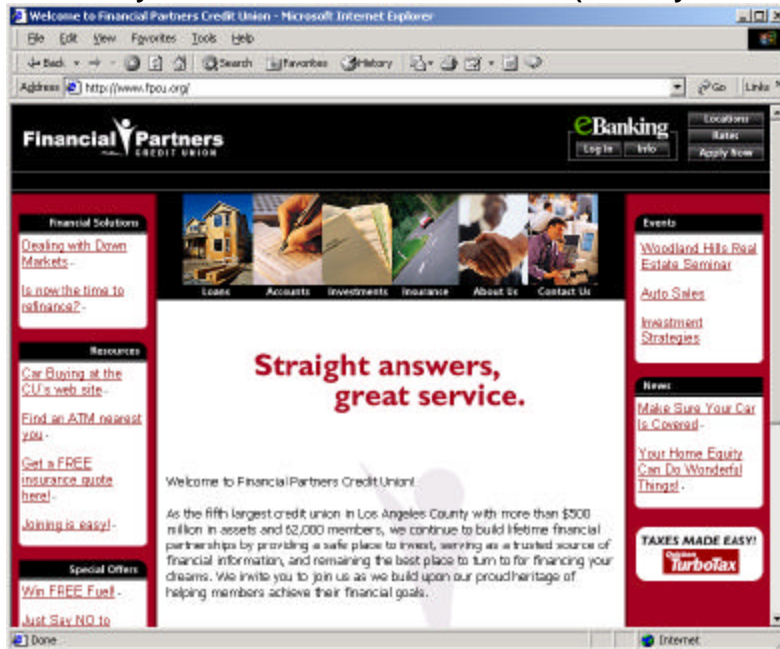 Welcome to Financial Partners Credit Union - Microsoft Internet Explorer
File Edit View Favorites Tools Help
Back Search Favorites History
Address http://www.fpcu.org/ Go Links
Financial Partners
CREDIT UNION
eBanking
Log In Info
Locations
Rates
Apply Now
Loans Accounts Investments Insurance About Us Contact Us
Financial Solutions
Dealing with Down
Markets -
Is now the time to
refinance? -
Resources
Car Buying at the
CU's web site -
Find an ATM nearest
you -
Get a FREE
insurance quote
here! -
Joining is easy! -
Special Offers
Win FREE Fuel -
Just Say NO to
Straight answers,
great service.
Welcome to Financial Partners Credit Union!
As the fifth largest credit union in Los Angeles County with more than $500
million in assets and 62,000 members, we continue to build lifetime financial
partnerships by providing a safe place to invest, serving as a trusted source of
financial information, and remaining the best place to turn to for financing your
dreams. We invite you to join us as we build upon our proud heritage of
helping members achieve their financial goals.
Events
Woodland Hills Real
Estate Seminar
Auto Sales
Investment
Strategies
News
Make Sure Your Car
Is Covered -
Your Home Equity
Can Do Wonderful
Things! -
TAXES MADE EASY!
TurboTax
Done Internet